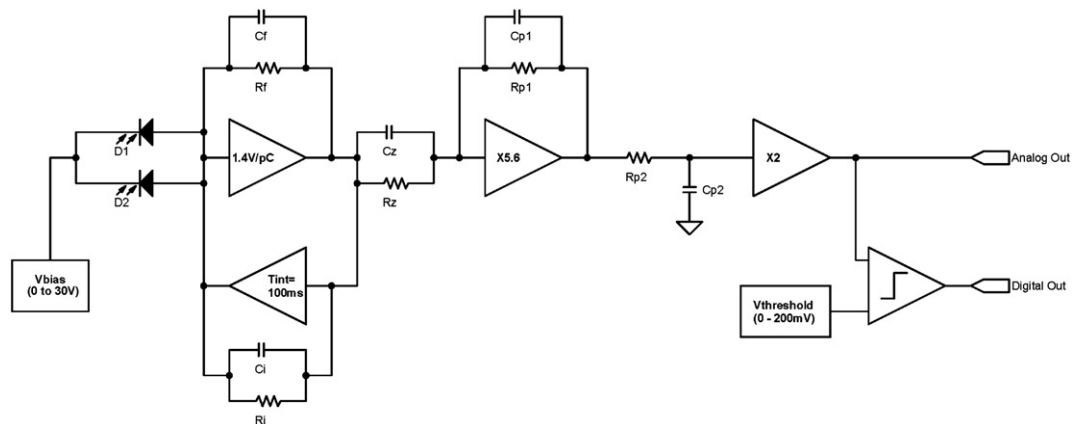 Cf
Rf
D1
D2
1.4V/pC
Cz
Rz
Cp1
Rp1
X5.6
Rp2
Cp2
X2
Analog Out
Vbias
(0 to 30V)
Tint=
100ms
Ci
Ri
Vthreshold
(0 - 200mV)
Digital Out